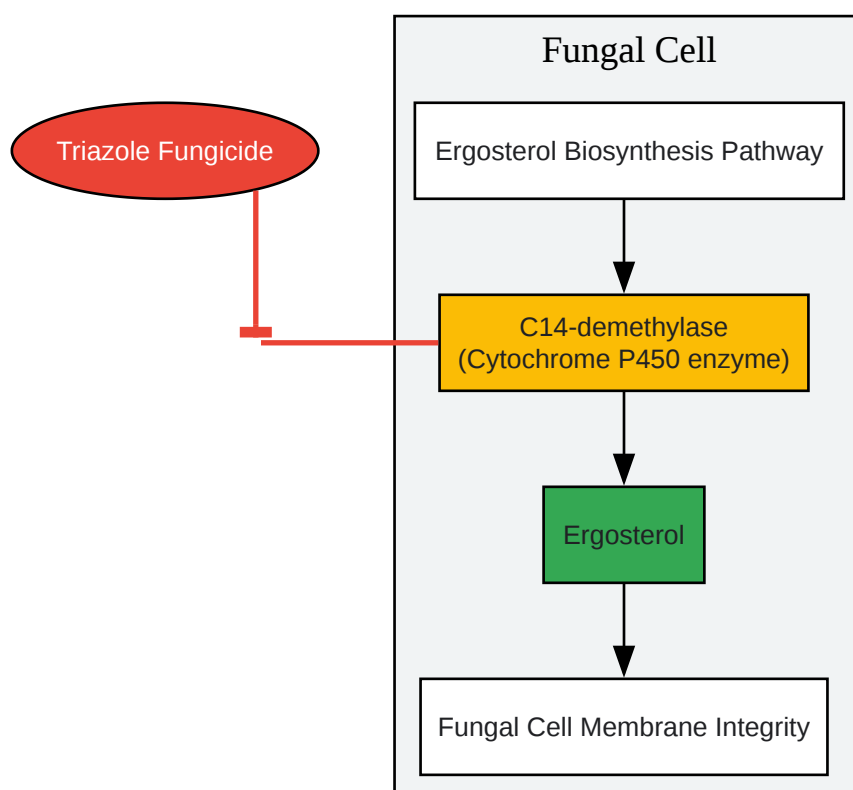 Fungal Cell
Triazole Fungicide
Ergosterol Biosynthesis Pathway
C14-demethylase
(Cytochrome P450 enzyme)
Ergosterol
Fungal Cell Membrane Integrity